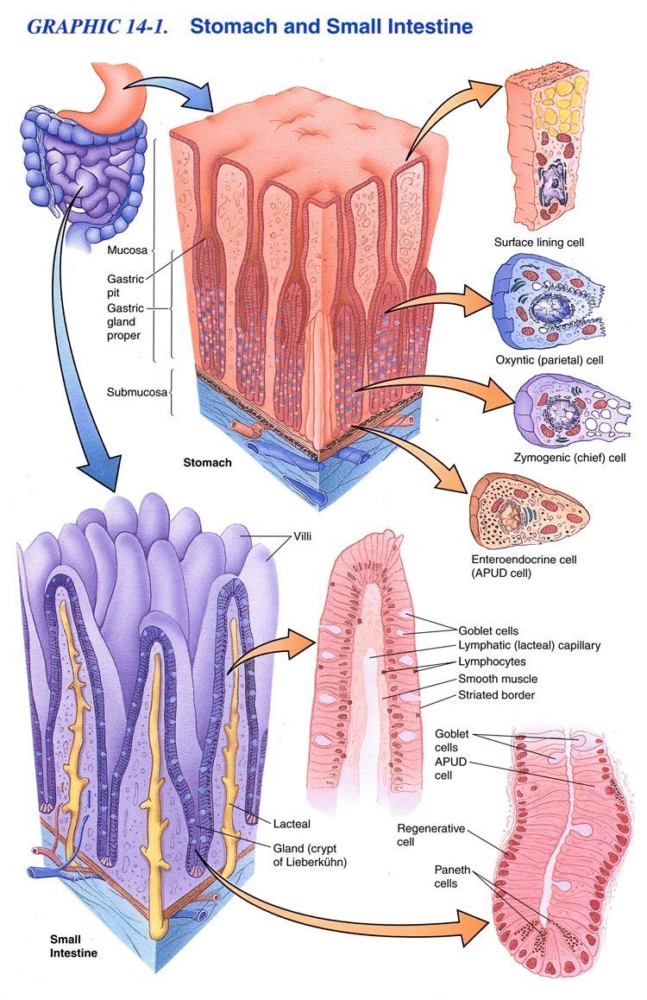 GRAPHIC 14-1. Stomach and Small Intestine
Surface lining cell
Mucosa
Gastric
pit
Gastric
gland
proper
Oxyntic (parietal) cell
Submucosa
Zymogenic (chief) cell
Stomach
Enteroendocrine cell
(APUD cell)
Villi
Goblet cells
Lymphatic (lacteal) capillary
Lymphocytes
Smooth muscle
Striated border
Goblet
cells
APUD
cell
Lacteal
Gland (crypt
of Lieberkühn)
Regenerative
cell
Paneth
cells
Small
Intestine